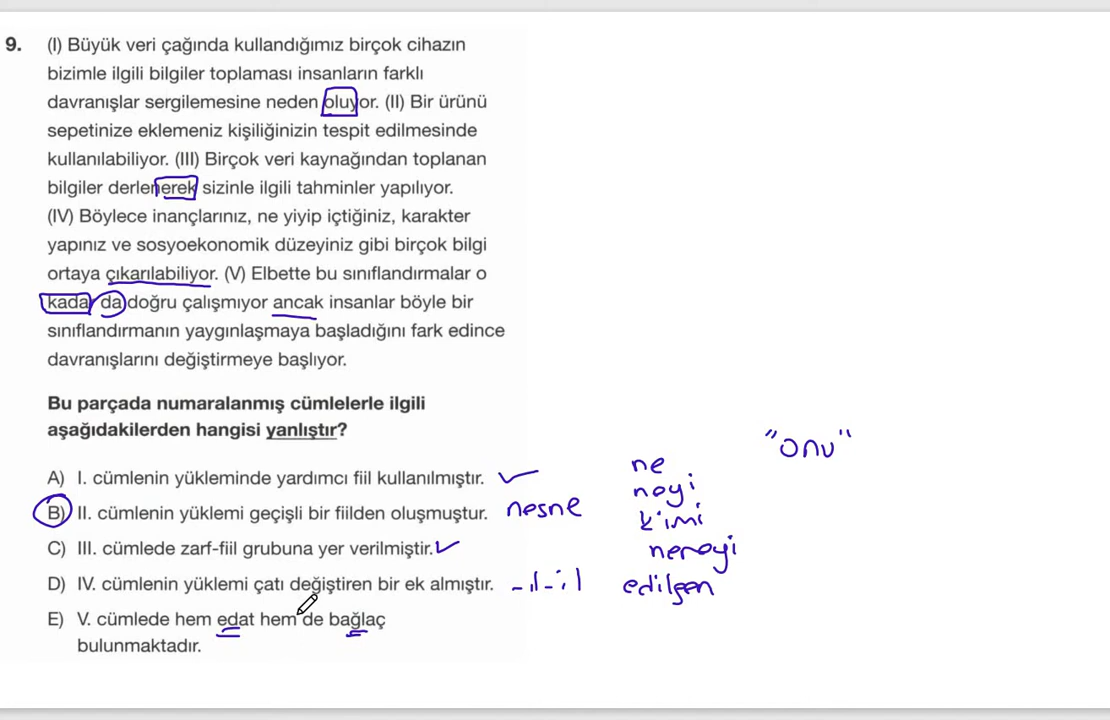 9. (I) Büyük veri çağında kullandığımız birçok cihazın
bizimle ilgili bilgiler toplaması insanların farklı
davranışlar sergilemesine neden oluyor. (II) Bir ürünü
sepetinize eklemeniz kişiliğinizin tespit edilmesinde
kullanılabiliyor. (III) Birçok veri kaynağından toplanan
bilgiler derlenerek sizinle ilgili tahminler yapılıyor.
(IV) Böylece inançlarınız, ne yiyip içtiğiniz, karakter
yapınız ve sosyoekonomik düzeyiniz gibi birçok bilgi
ortaya çıkarılabiliyor. (V) Elbette bu sınıflandırmalar o
kadar da doğru çalışmıyor ancak insanlar böyle bir
sınıflandırmanın yaygınlaşmaya başladığını fark edince
davranışlarını değiştirmeye başlıyor.
Bu parçada numaralanmış cümlelerle ilgili
aşağıdakilerden hangisi yanlıştır?
"onu"
A) I. cümlenin yükleminde yardımcı fiil kullanılmıştır.
ne
neyi
B) II. cümlenin yüklemi geçişli bir fiilden oluşmuştur. nesne
kimi
C) III. cümlede zarf-fiil grubuna yer verilmiştir.
nereyi
D) IV. cümlenin yüklemi çatı değiştiren bir ek almıştır. -ıl-il edilgen
E) V. cümlede hem edat hem de bağlaç
bulunmaktadır.